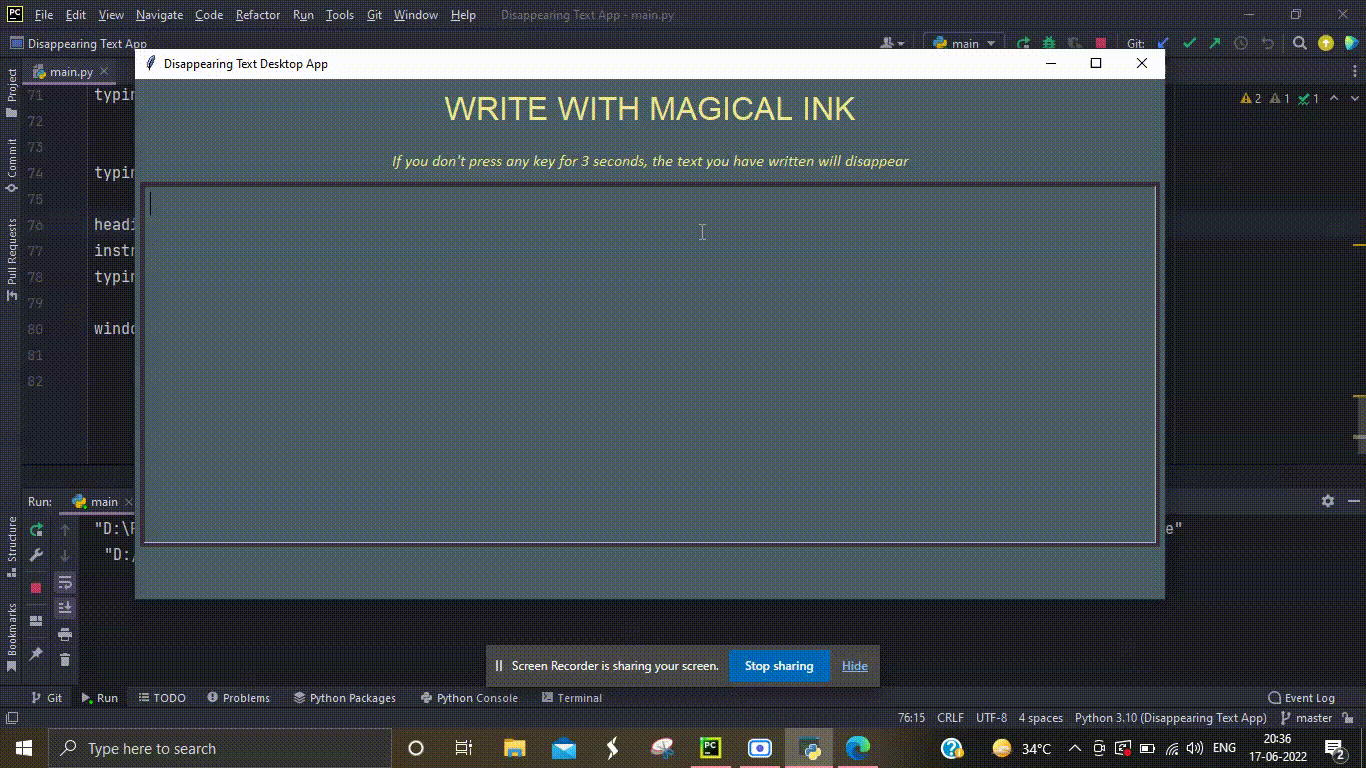 PC File Edit View Navigate Code Refactor Run Tools Git Window Help Disappearing Text App - main.py
Disappearing Text App main Git:
Disappearing Text Desktop App
main.py
WRITE WITH MAGICAL INK
If you don't press any key for 3 seconds, the text you have written will disappear
2 1 1
Project
Commit
Pull Requests
71 typin
72
73
74 typin
75
76 headi
77 instr
78 typin
79
80 windo
81
82
Run: main
Structure
Bookmarks
"D:\ e"
"D:/
Screen Recorder is sharing your screen. Stop sharing Hide
Git Run TODO Problems Python Packages Python Console Terminal Event Log
76:15 CRLF UTF-8 4 spaces Python 3.10 (Disappearing Text App) master
Type here to search PC 34°C ENG 20:36
17-06-2022 2